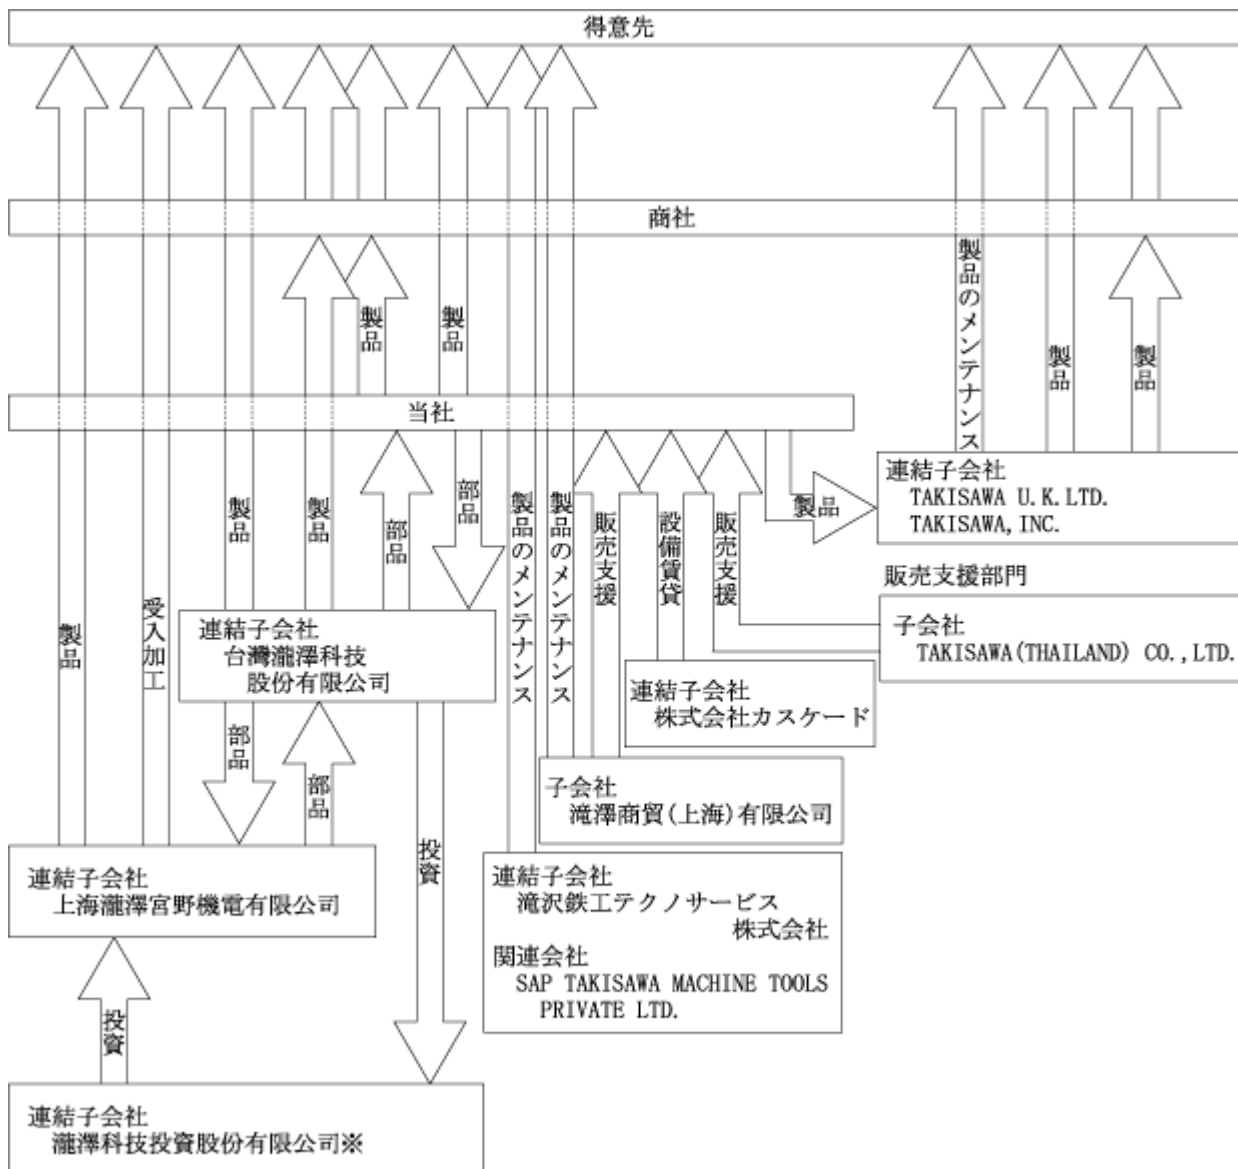 得意先
商社
製品
製品
製品のメンテナンス
製品
製品
当社
製品
受入加工
製品
製品
部品
部品
製品のメンテナンス
製品のメンテナンス
販売支援
設備賃貸
販売支援
製品
連結子会社
TAKISAWA U.K.LTD.
TAKISAWA,INC.
販売支援部門
子会社
TAKISAWA(THAILAND) CO.,LTD.
連結子会社
台灣瀧澤科技
股份有限公司
連結子会社
株式会社カスケード
部品
部品
投資
子会社
滝澤商貿(上海)有限公司
連結子会社
上海瀧澤宮野機電有限公司
連結子会社
滝沢鉄工テクノサービス
株式会社
関連会社
SAP TAKISAWA MACHINE TOOLS
PRIVATE LTD.
投資
連結子会社
瀧澤科技投資股份有限公司※